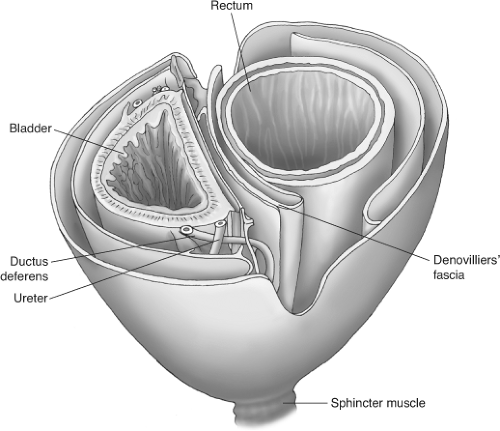 Rectum
Bladder
Ductus
deferens
Ureter
Denovilliers'
fascia
Sphincter muscle